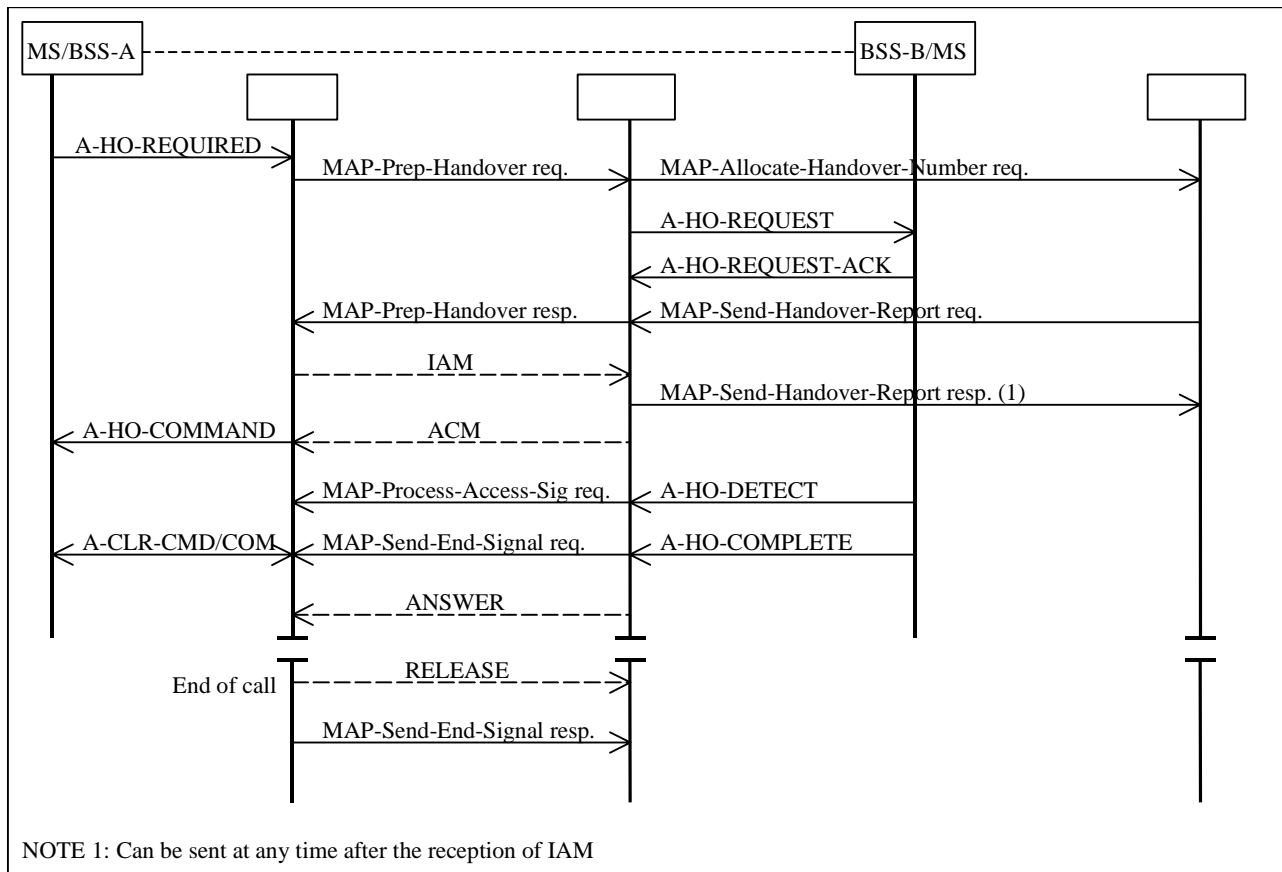 MS/BSS-A
BSS-B/MS
A-HO-REQUIRED
MAP-Prep-Handover req.
MAP-Allocate-Handover-Number req.
A-HO-REQUEST
A-HO-REQUEST-ACK
MAP-Prep-Handover resp.
MAP-Send-Handover-Report req.
IAM
MAP-Send-Handover-Report resp. (1)
A-HO-COMMAND
ACM
MAP-Process-Access-Sig req.
A-HO-DETECT
A-CLR-CMD/COM
MAP-Send-End-Signal req.
A-HO-COMPLETE
ANSWER
RELEASE
End of call
MAP-Send-End-Signal resp.
NOTE 1: Can be sent at any time after the reception of IAM